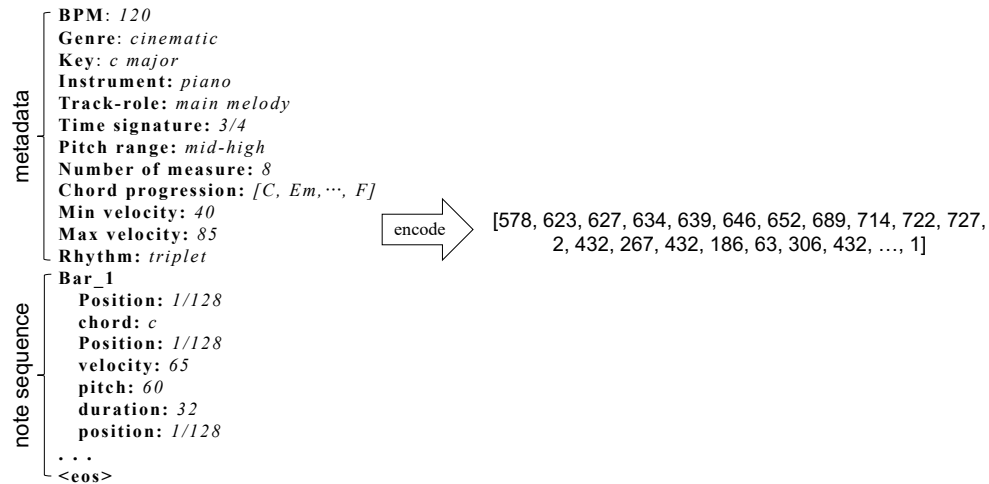 metadata
BPM: 120
Genre: cinematic
Key: c major
Instrument: piano
Track-role: main melody
Time signature: 3/4
Pitch range: mid-high
Number of measure: 8
Chord progression: [C, Em,⋯, F]
Min velocity: 40
Max velocity: 85
Rhythm: triplet
note sequence
Bar_1
Position: 1/128
chord: c
Position: 1/128
velocity: 65
pitch: 60
duration: 32
position: 1/128
. . .
<eos>
encode
[578, 623, 627, 634, 639, 646, 652, 689, 714, 722, 727,
2, 432, 267, 432, 186, 63, 306, 432, …, 1]